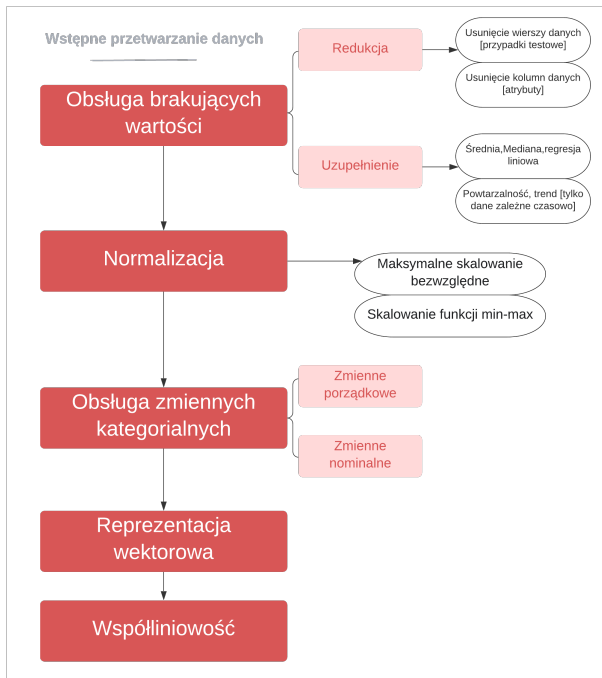 Wstępne przetwarzanie danych
Obsługa brakujących
wartości
Redukcja
Usunięcie wierszy danych
[przypadki testowe]
Usunięcie kolumn danych
[atrybuty]
Uzupełnienie
Średnia,Mediana,regresja
liniowa
Powtarzalność, trend [tylko
dane zależne czasowo]
Normalizacja
Maksymalne skalowanie
bezwzględne
Skalowanie funkcji min-max
Obsługa zmiennych
kategorialnych
Zmienne
porządkowe
Zmienne
nominalne
Reprezentacja
wektorowa
Współliniowość